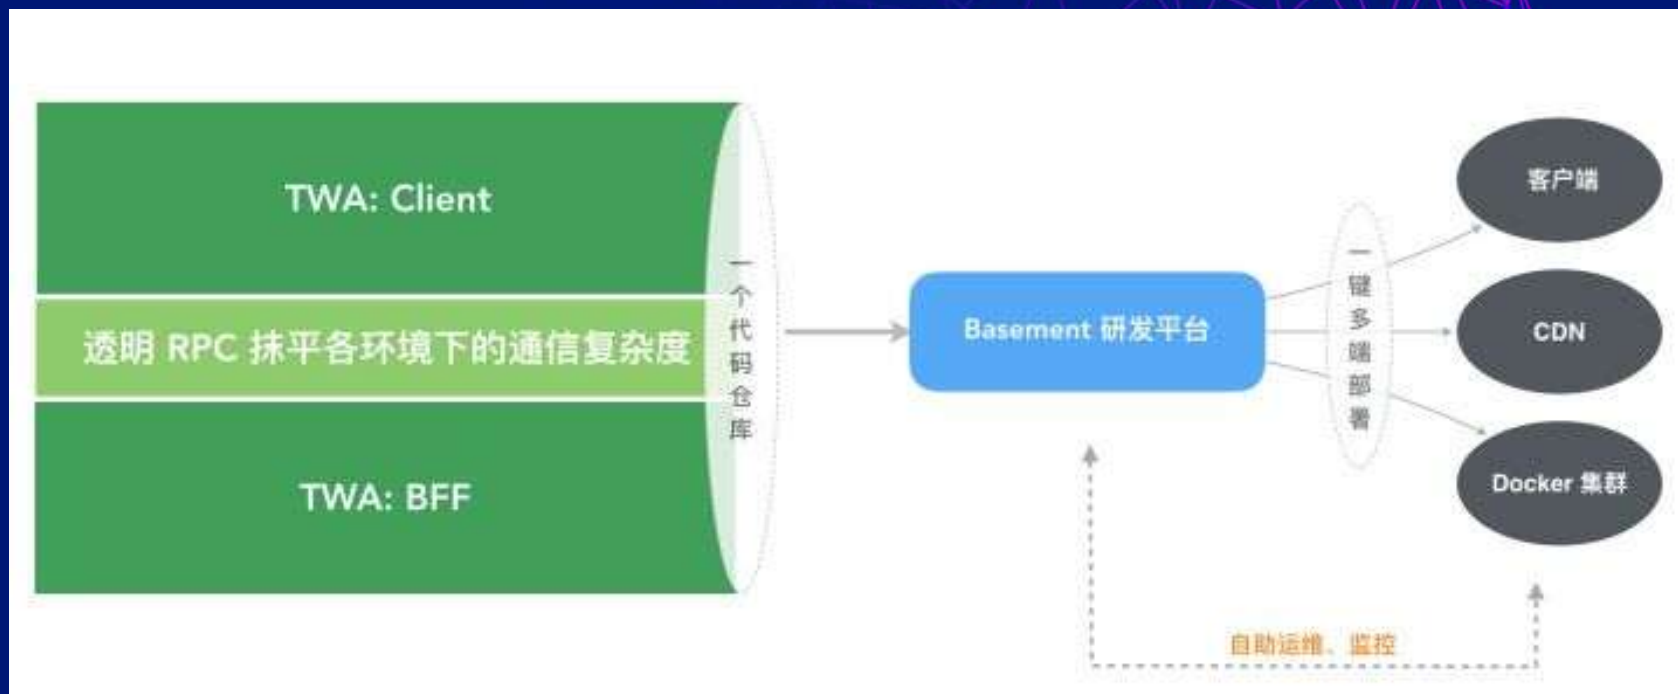 TWA: Client
透明 RPC 抹平各环境下的通信复杂度
TWA: BFF
一个代码仓库
Basement 研发平台
一键多端部署
客户端
CDN
Docker 集群
自助运维、监控